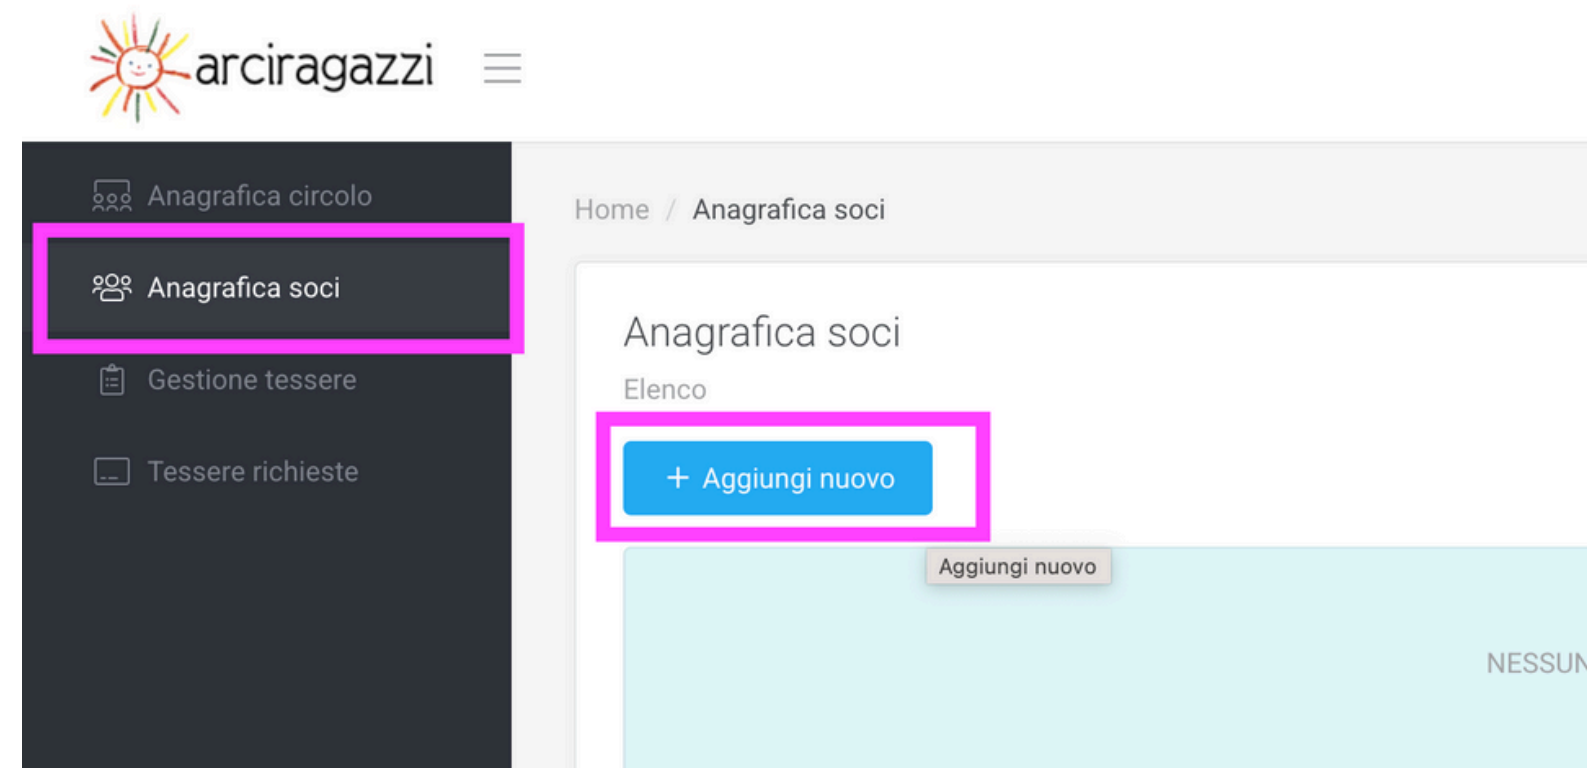 arciragazzi
Anagrafica circolo
Anagrafica soci
Gestione tessere
Tessere richieste
Home / Anagrafica soci
Anagrafica soci
Elenco
+ Aggiungi nuovo
Aggiungi nuovo
NESSUN